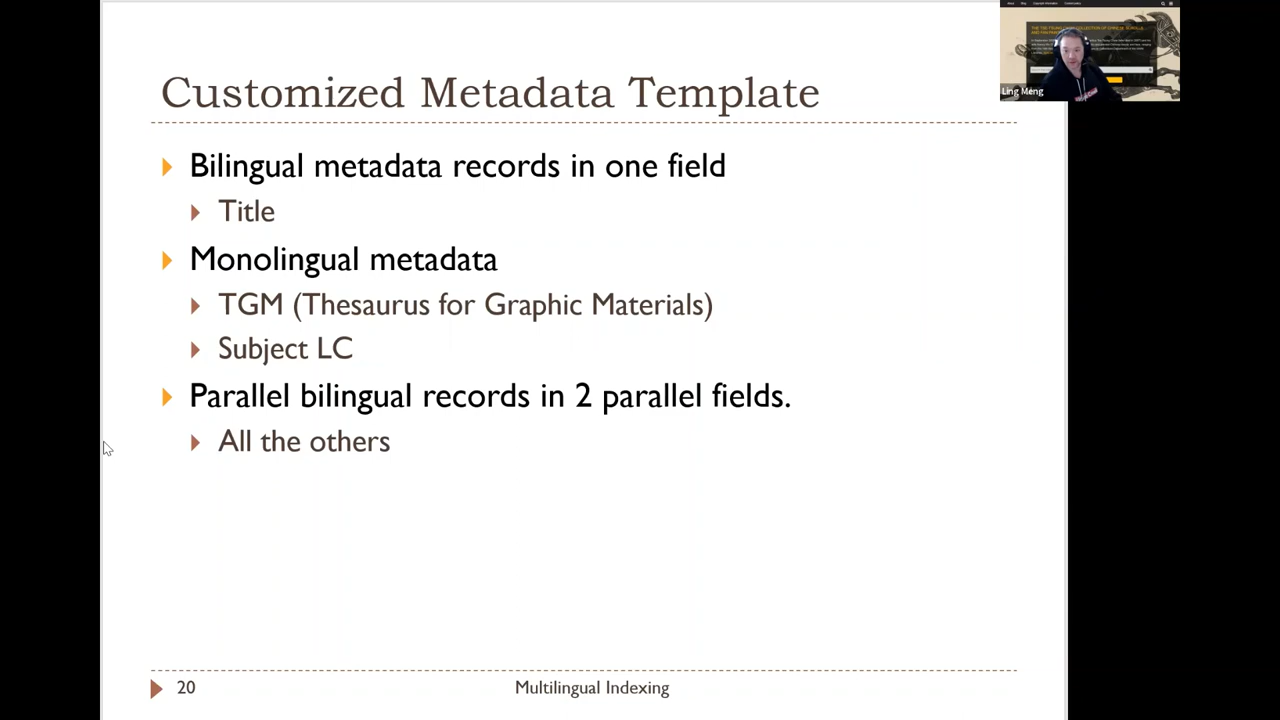 Customized Metadata Template
Bilingual metadata records in one field
Title
Monolingual metadata
TGM (Thesaurus for Graphic Materials)
Subject LC
Parallel bilingual records in 2 parallel fields.
All the others
20
Multilingual Indexing
Ling Meng